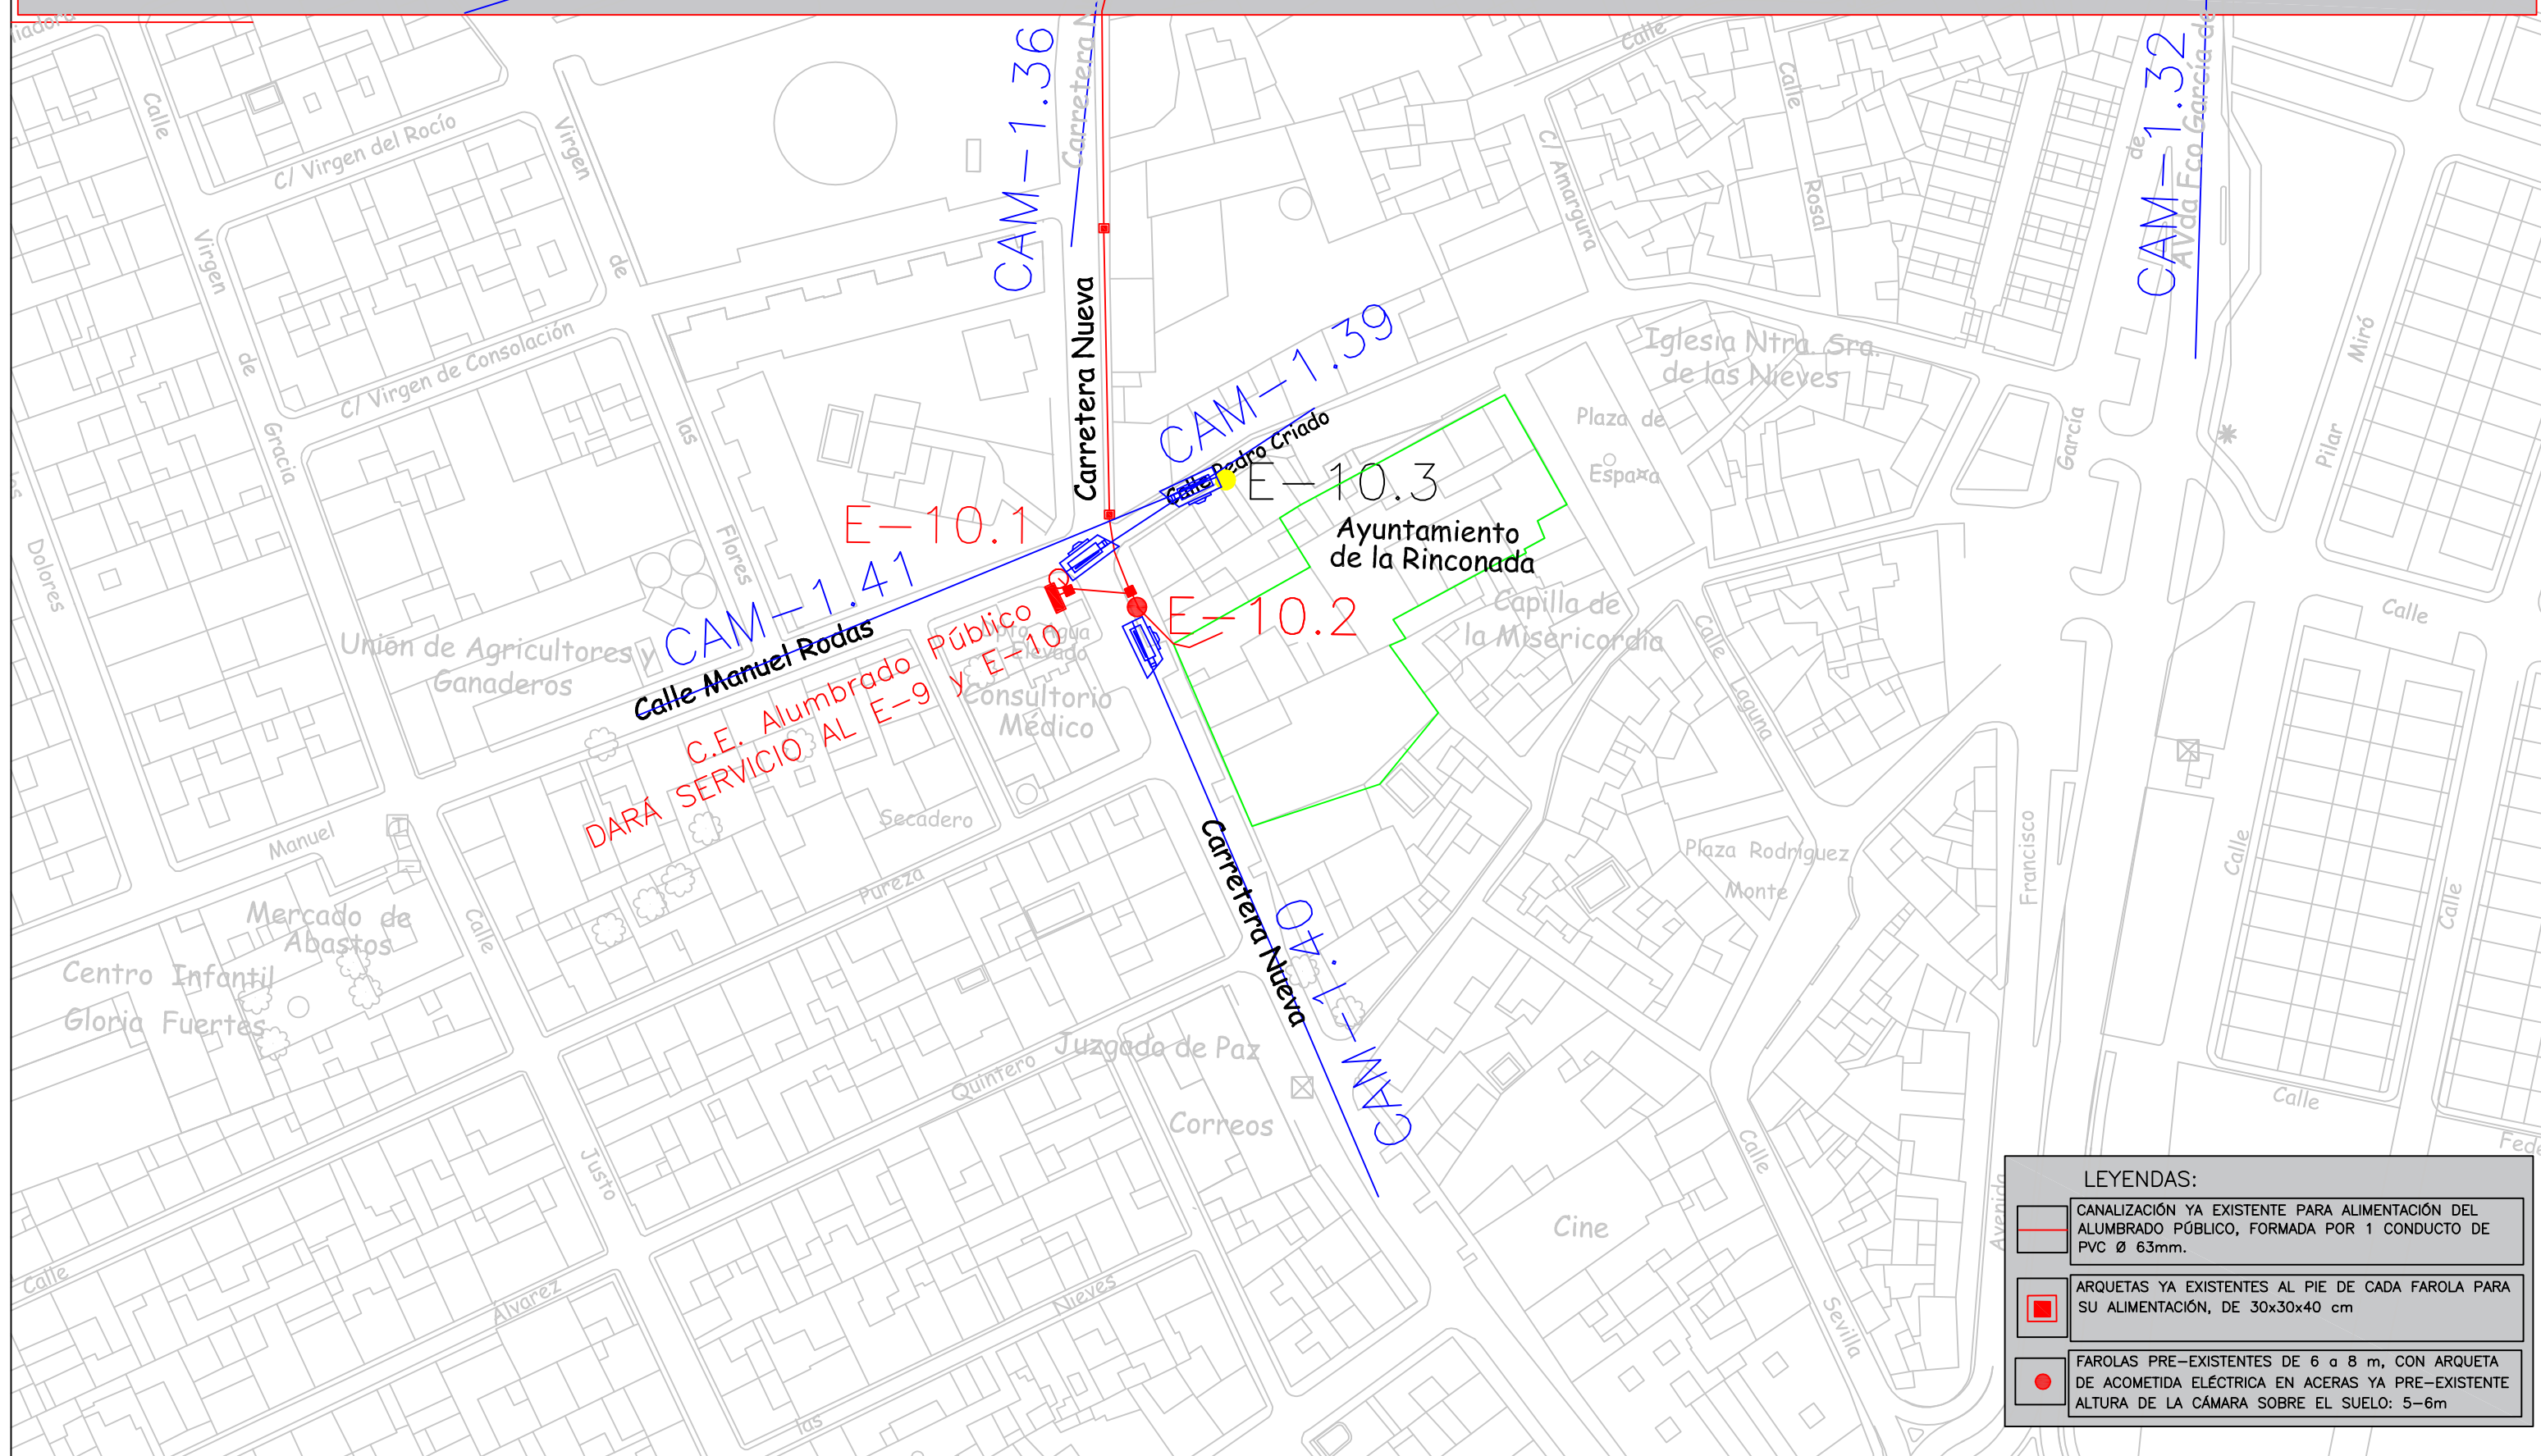 CAM-1.36
Carretera N
CAM-1.32
AVda Fco García de
de
Calle
Calle
Rosal
C/ Amargura
Calle
Virgen
de
Gracia
C/ Virgen del Rocío
Virgen
de
las
Flores
C/ Virgen de Consolación
Dolores
Carretera Nueva
CAM-1.39
Calle Pedro Criado
E-10.3
E-10.1
E-10.2
CAM-1.41
Calle Manuel Rodas
Ayuntamiento
de la Rinconada
Iglesia Ntra. Sra.
de las Nieves
Plaza de
Espa¤a
Capilla de
la Misericordia
Calle
Laguna
García
Pilar
Miró
Calle
Unión de Agricultores y
Ganaderos
C.E. Alumbrado Público
DARÁ SERVICIO AL E-9 y E-10
Agua
Elevado
Consultorio
Médico
Secadero
Pureza
Manuel
Calle
Mercado de
Abastos
Centro Infantil
Gloria Fuertes
Carretera Nueva
CAM-1.40
Plaza Rodríguez
Monte
Francisco
Calle
Calle
Calle
Juzgado de Paz
Quintero
Correos
Justo
Calle
Alvarez
Nieves
las
Cine
Calle
Sevilla
Avenida
Fede
LEYENDAS:
CANALIZACIÓN YA EXISTENTE PARA ALIMENTACIÓN DEL
ALUMBRADO PÚBLICO, FORMADA POR 1 CONDUCTO DE
PVC Ø 63mm.
ARQUETAS YA EXISTENTES AL PIE DE CADA FAROLA PARA
SU ALIMENTACIÓN, DE 30x30x40 cm
FAROLAS PRE-EXISTENTES DE 6 a 8 m, CON ARQUETA
DE ACOMETIDA ELÉCTRICA EN ACERAS YA PRE-EXISTENTE
ALTURA DE LA CÁMARA SOBRE EL SUELO: 5-6m